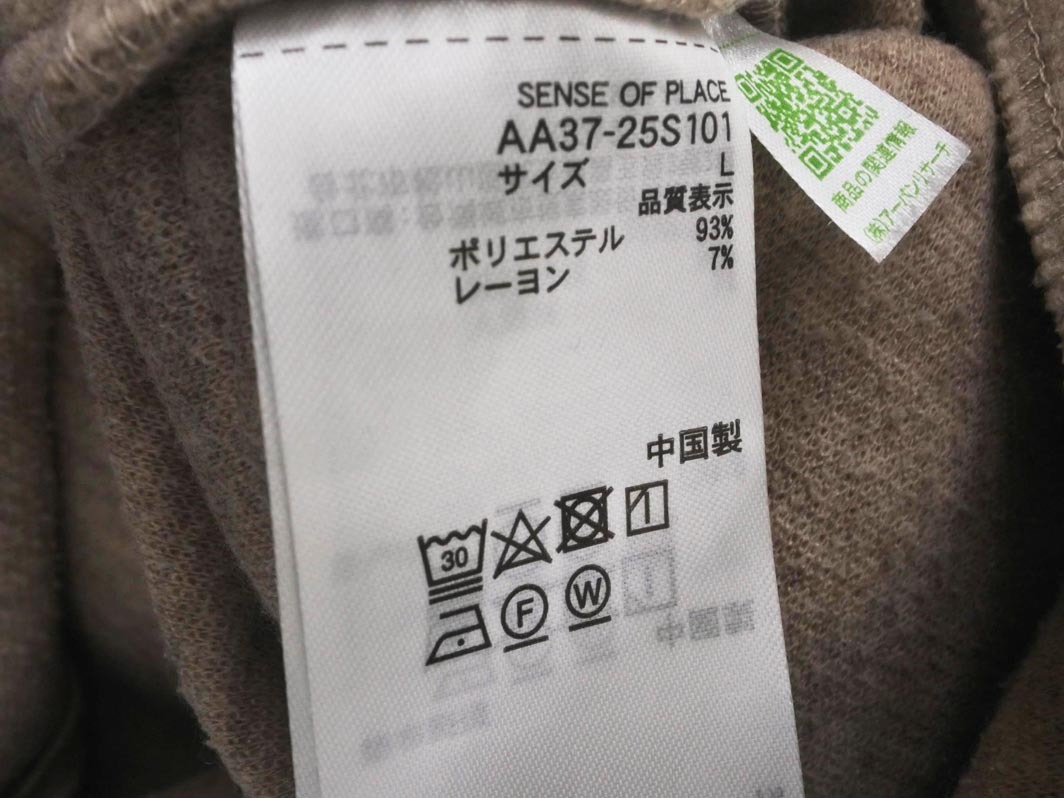 SENSE OF PLACE
AA37-25S101
サイズ L
品質表示
ポリエステル 93%
レーヨン 7%
中国製
30
F W
商品の関連情報
(株)アーバンリサーチ